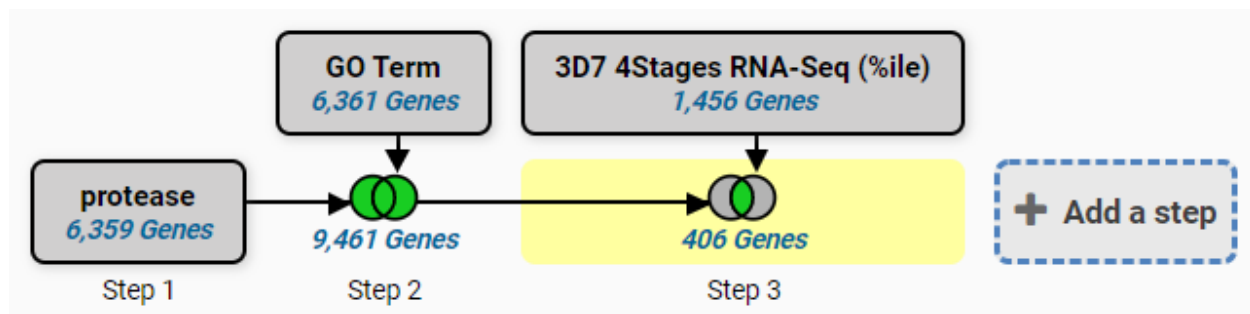 GO Term
6,361 Genes
3D7 4Stages RNA-Seq (%ile)
1,456 Genes
protease
6,359 Genes
9,461 Genes
406 Genes
Add a step
Step 1
Step 2
Step 3